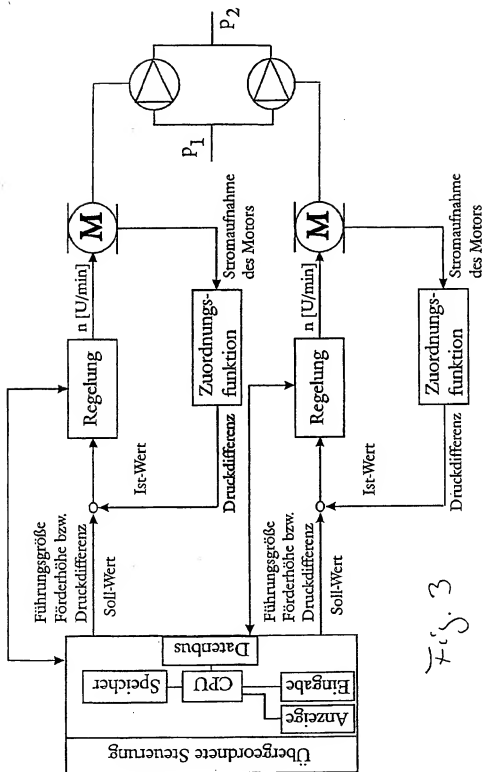 Übergeordnete Steuerung
Speicher
CPU
Datenbus
Anzeige
Eingabe
Führungsgröße
Förderhöhe bzw.
Druckdifferenz
Soll-Wert
Ist-Wert
Regelung
n [U/min]
M
Druckdifferenz
Zuordnungs-
funktion
Stromaufnahme
des Motors
P1
P2
Führungsgröße
Förderhöhe bzw.
Druckdifferenz
Soll-Wert
Ist-Wert
Regelung
n [U/min]
M
Druckdifferenz
Zuordnungs-
funktion
Stromaufnahme
des Motors
Fig. 3